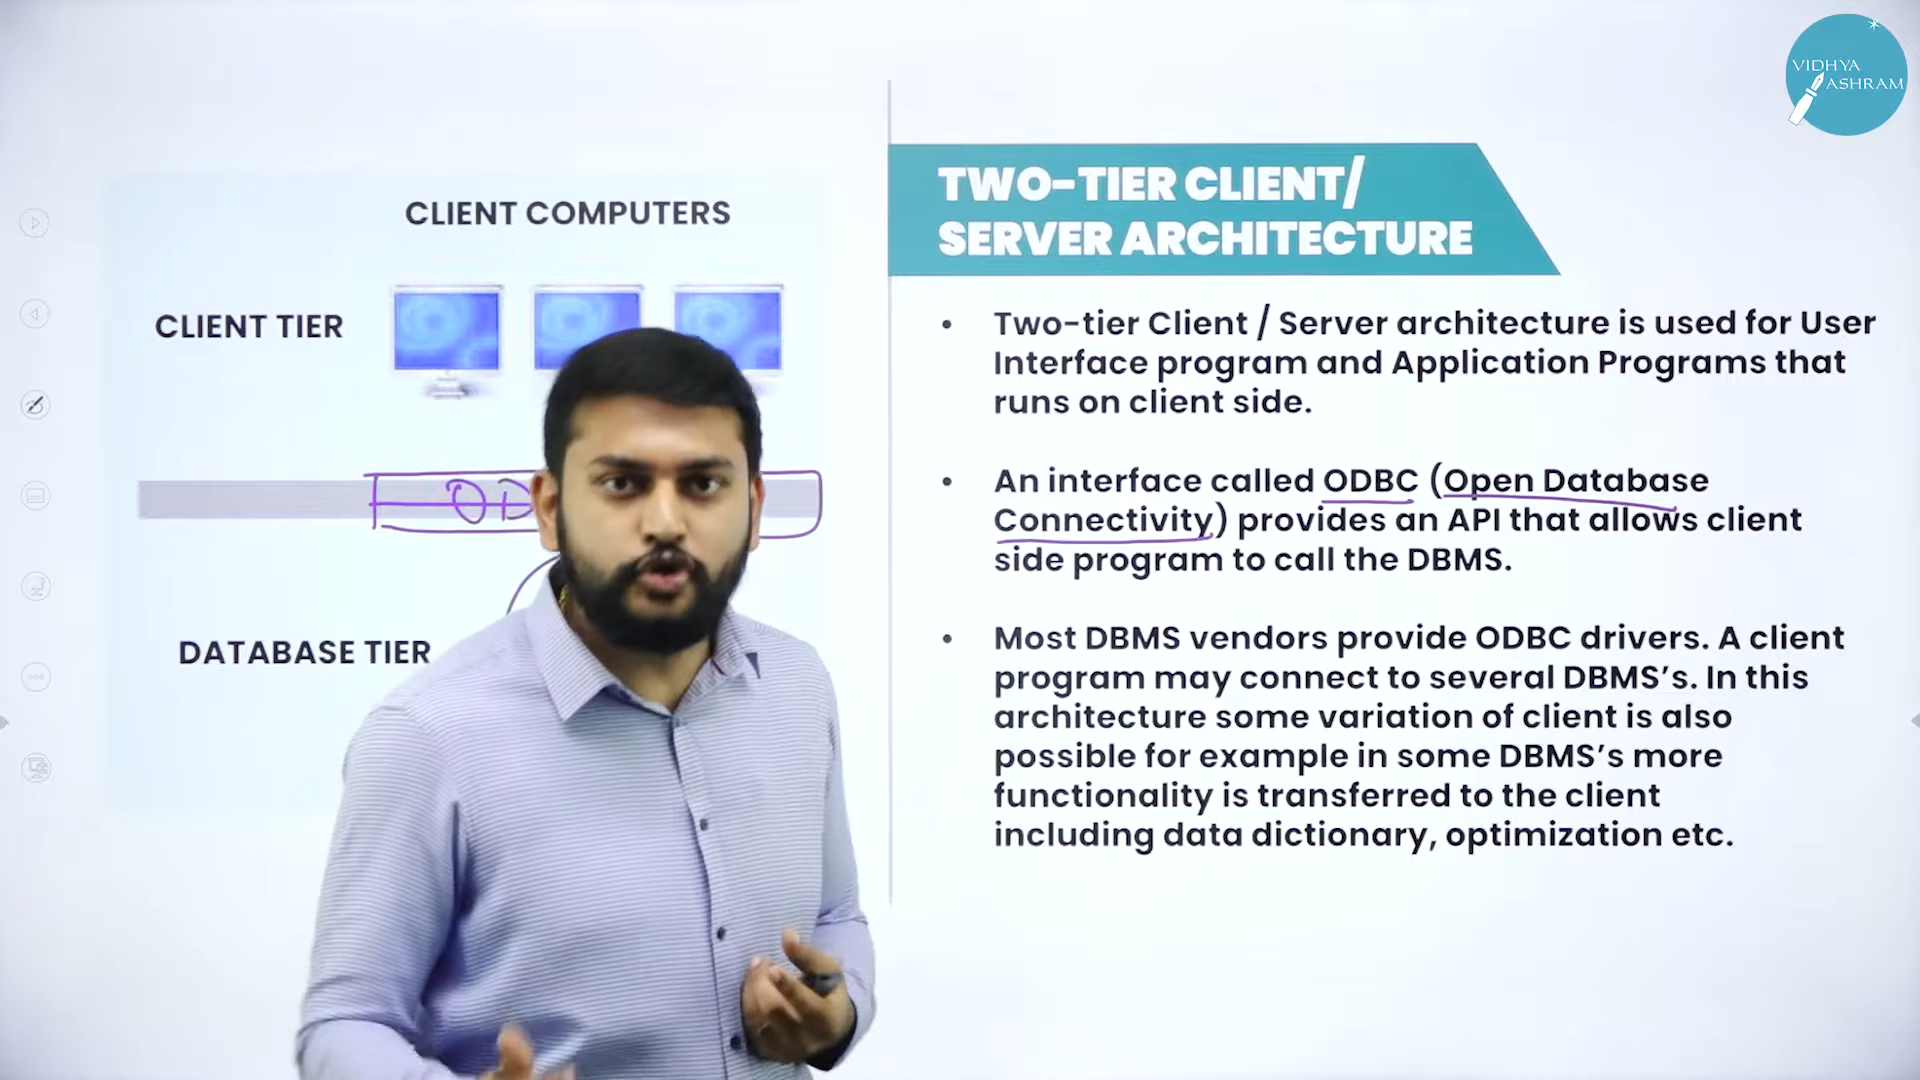 VIDHYA
ASHRAM
CLIENT COMPUTERS
CLIENT TIER
OD
DATABASE TIER
TWO-TIER CLIENT/
SERVER ARCHITECTURE
• Two-tier Client / Server architecture is used for User
Interface program and Application Programs that
runs on client side.
• An interface called ODBC (Open Database
Connectivity) provides an API that allows client
side program to call the DBMS.
• Most DBMS vendors provide ODBC drivers. A client
program may connect to several DBMS’s. In this
architecture some variation of client is also
possible for example in some DBMS’s more
functionality is transferred to the client
including data dictionary, optimization etc.